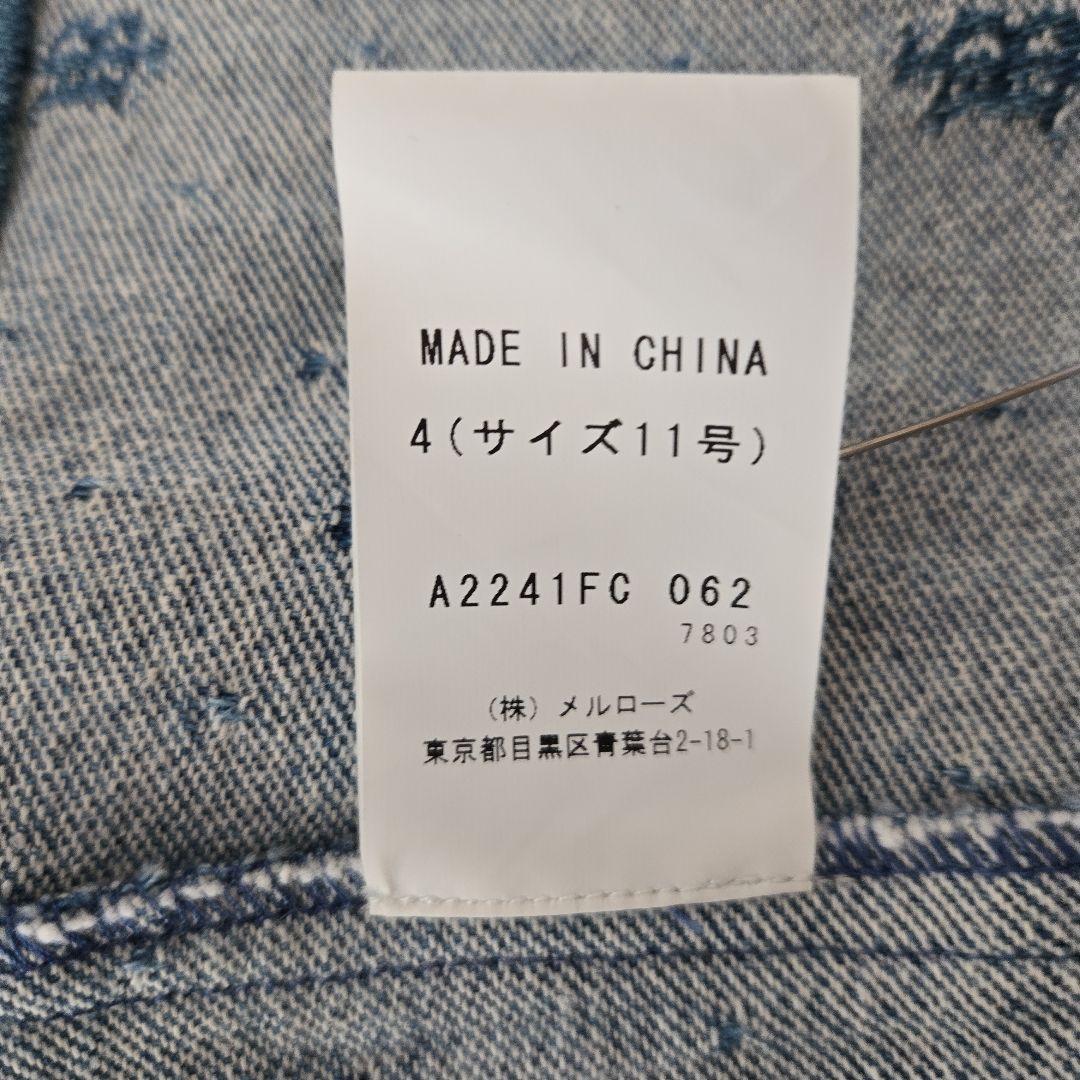 MADE IN CHINA
4(サイズ11号)
A2241FC 062
7803
(株)メルローズ
東京都目黒区青葉台2-18-1